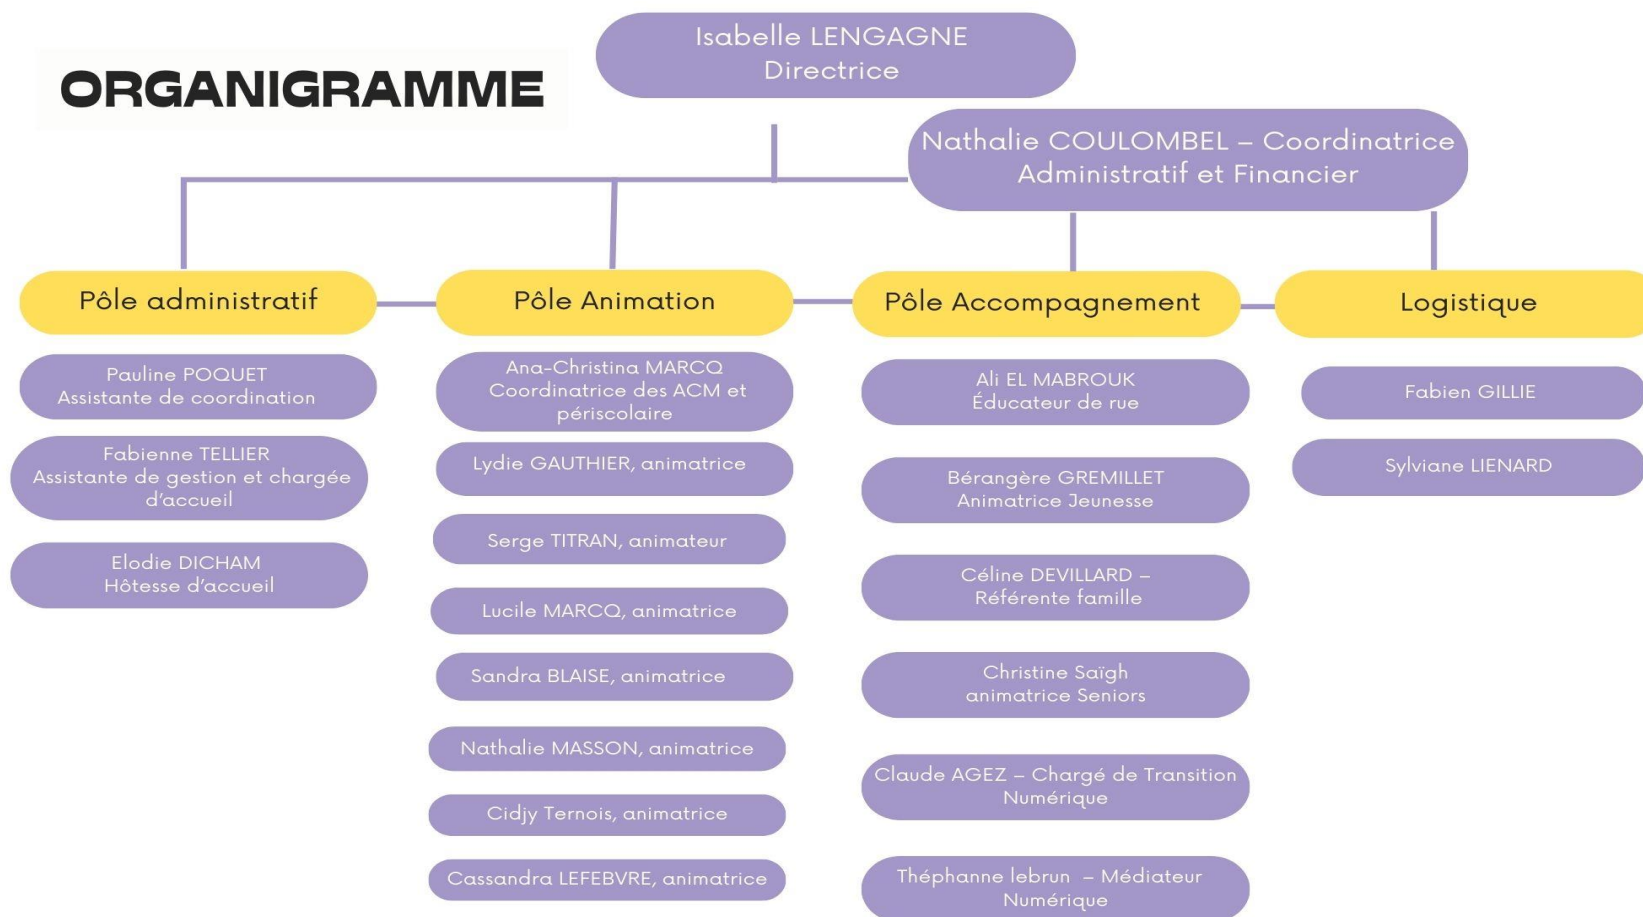 ORGANIGRAMME
Isabelle LENGAGNE
Directrice
Nathalie COULOMBEL – Coordinatrice
Administratif et Financier
Pôle administratif
Pauline POQUET
Assistante de coordination
Fabienne TELLIER
Assistante de gestion et chargée
d'accueil
Elodie DICHAM
Hôtesse d'accueil
Pôle Animation
Ana-Christina MARCQ
Coordinatrice des ACM et
périscolaire
Lydie GAUTHIER, animatrice
Serge TITRAN, animateur
Lucile MARCQ, animatrice
Sandra BLAISE, animatrice
Nathalie MASSON, animatrice
Cidjy Ternois, animatrice
Cassandra LEFEBVRE, animatrice
Pôle Accompagnement
Ali EL MABROUK
Éducateur de rue
Bérangère GREMILLET
Animatrice Jeunesse
Céline DEVILLARD –
Référente famille
Christine Saïgh
animatrice Seniors
Claude AGEZ – Chargé de Transition
Numérique
Théphanne lebrun – Médiateur
Numérique
Logistique
Fabien GILLIE
Sylviane LIENARD